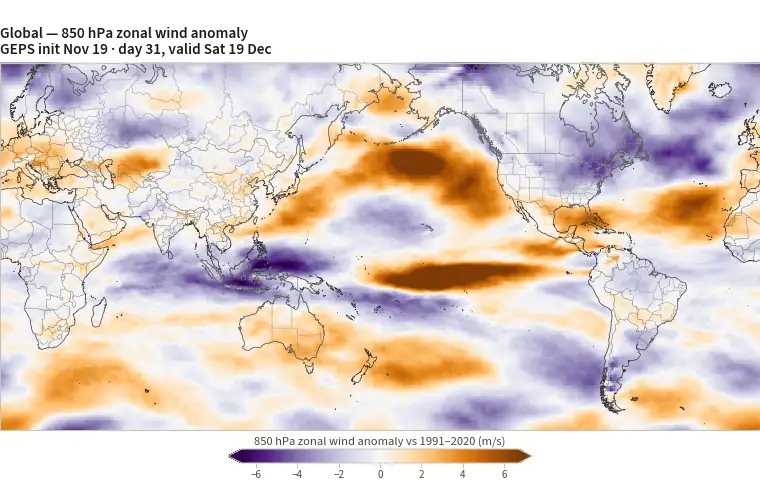 Global — 850 hPa zonal wind anomaly
GEPS init Nov 19 · day 31, valid Sat 19 Dec
850 hPa zonal wind anomaly vs 1991–2020 (m/s)
−6 −4 −2 0 2 4 6